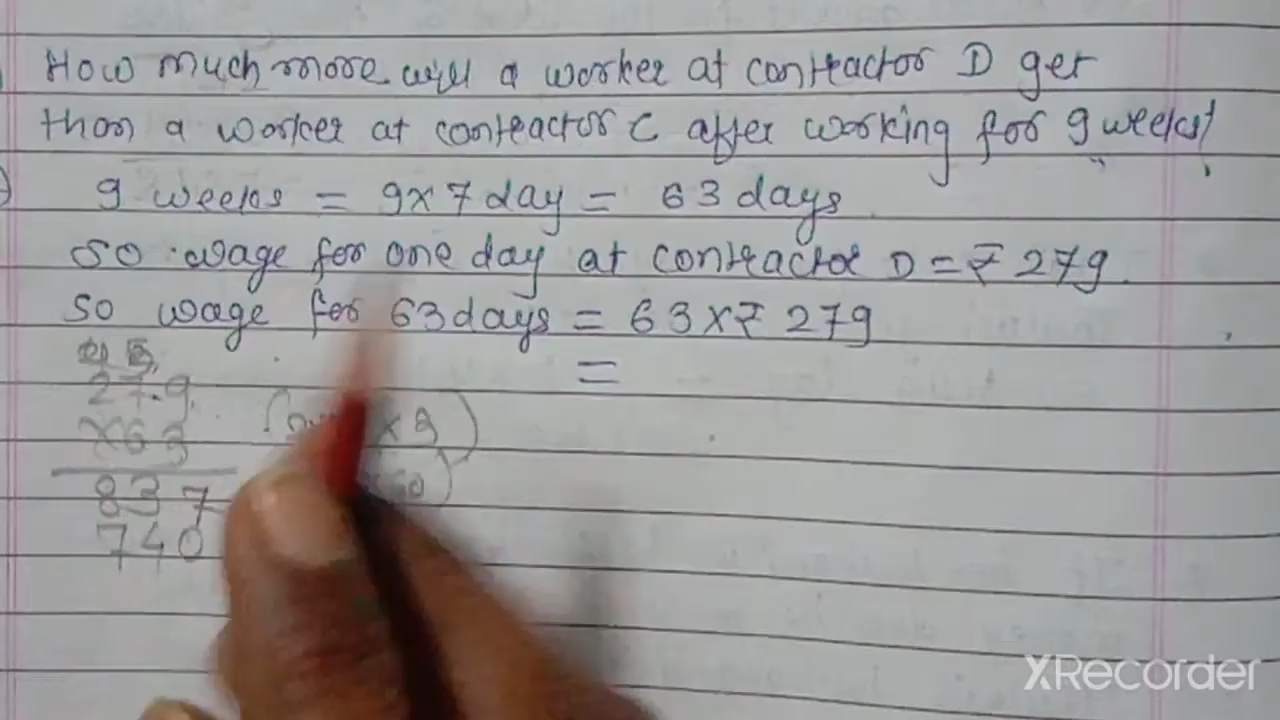 How much more will a worker at contractor D get
than a worker at contractor C after working for 9 weeks?
9 weeks = 9x7 day = 63 days
so wage for one day at contractor D = ₹ 279.
so wage for 63 days = 63 x ₹ 279
=
279
x63
x 3)
837
740
XRecorder